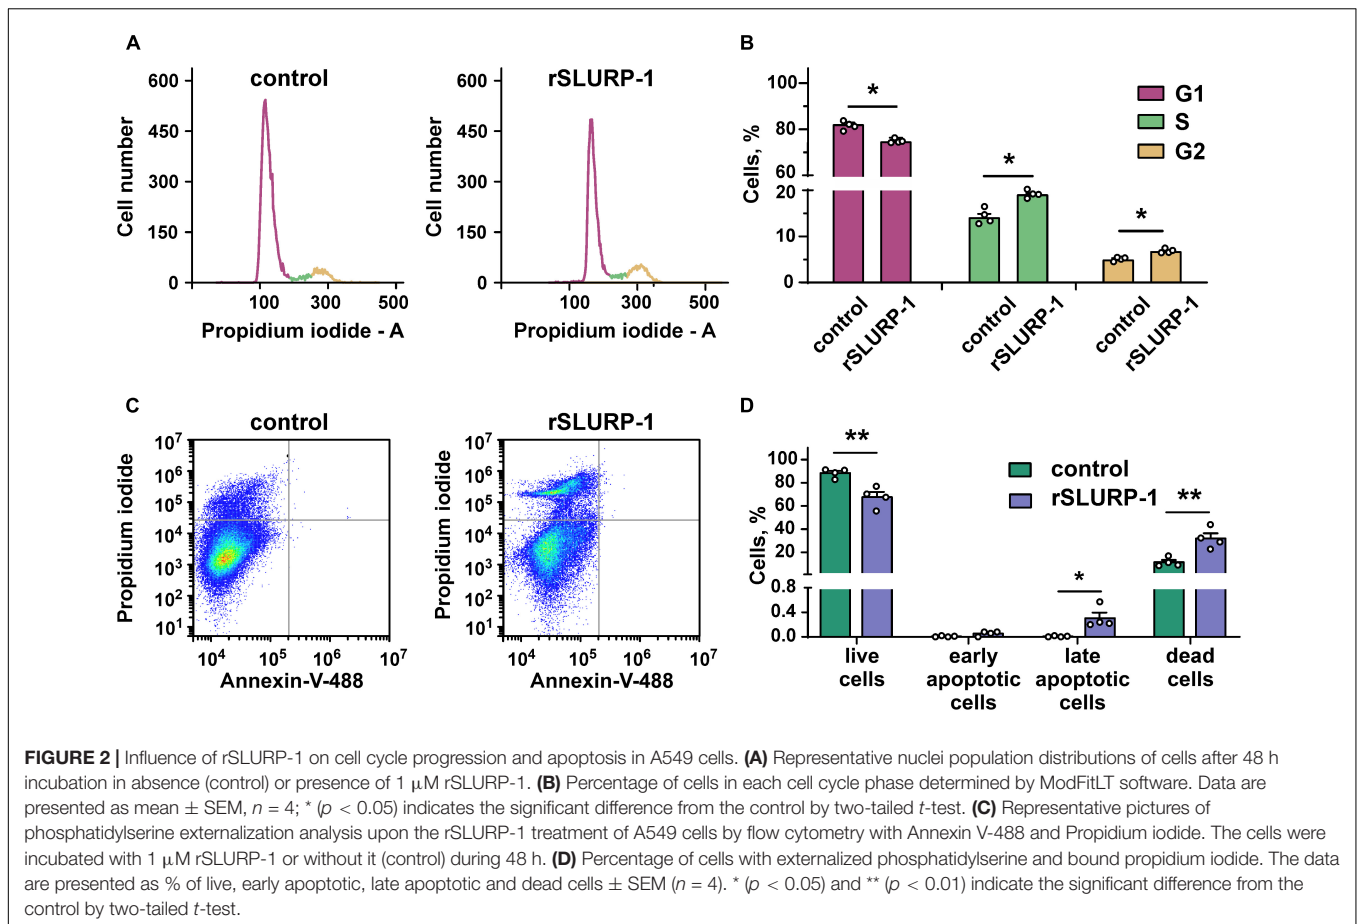 A
control
rSLURP-1
Cell number
600
450
300
150
0
100 300 500
Propidium iodide - A
Cell number
600
450
300
150
0
100 300 500
Propidium iodide - A
B
Cells, %
100
80
60
20
10
0
*
*
*
G1
S
G2
control
rSLURP-1
control
rSLURP-1
control
rSLURP-1
C
control
rSLURP-1
Propidium iodide
10⁷
10⁶
10⁵
10⁴
10³
10²
10¹
10⁴ 10⁵ 10⁶ 10⁷
Annexin-V-488
Propidium iodide
10⁷
10⁶
10⁵
10⁴
10³
10²
10¹
10⁴ 10⁵ 10⁶ 10⁷
Annexin-V-488
D
Cells, %
100
80
60
40
20
0.8
0.4
0.0
**
*
**
control
rSLURP-1
live
cells
early
apoptotic
cells
late
apoptotic
cells
dead
cells
FIGURE 2 | Influence of rSLURP-1 on cell cycle progression and apoptosis in A549 cells. (A) Representative nuclei population distributions of cells after 48 h
incubation in absence (control) or presence of 1 μM rSLURP-1. (B) Percentage of cells in each cell cycle phase determined by ModFitLT software. Data are
presented as mean ± SEM, n = 4; * (p < 0.05) indicates the significant difference from the control by two-tailed t-test. (C) Representative pictures of
phosphatidylserine externalization analysis upon the rSLURP-1 treatment of A549 cells by flow cytometry with Annexin V-488 and Propidium iodide. The cells were
incubated with 1 μM rSLURP-1 or without it (control) during 48 h. (D) Percentage of cells with externalized phosphatidylserine and bound propidium iodide. The data
are presented as % of live, early apoptotic, late apoptotic and dead cells ± SEM (n = 4). * (p < 0.05) and ** (p < 0.01) indicate the significant difference from the
control by two-tailed t-test.